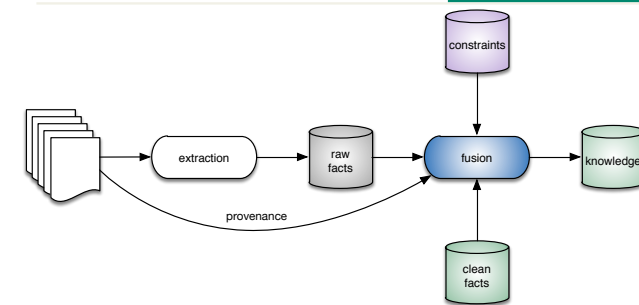 constraints
extraction
raw
facts
fusion
knowledge
provenance
clean
facts